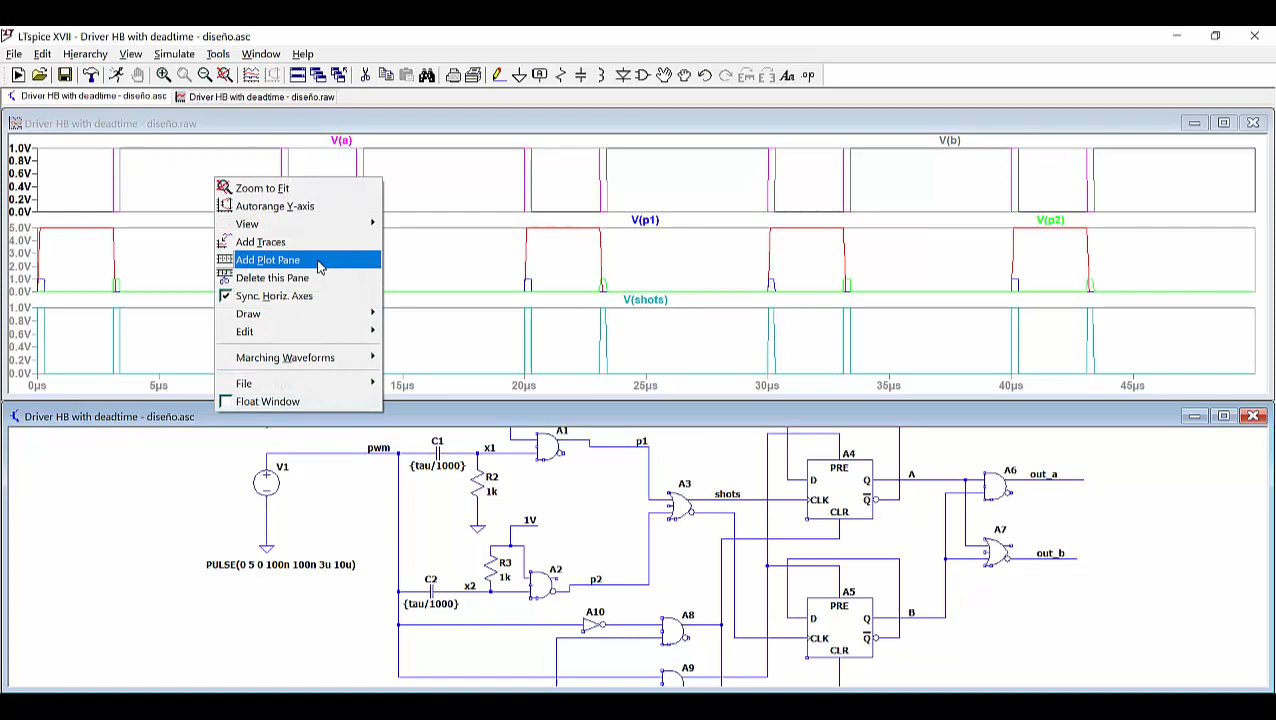 LTspice XVII - Driver HB with deadtime - diseño.asc
File Edit Hierarchy View Simulate Tools Window Help
Aa .op
Driver HB with deadtime - diseño.asc Driver HB with deadtime - diseño.raw
Driver HB with deadtime - diseño.raw
V(a) V(b)
1.0V
0.8V
0.6V
0.4V
0.2V
0.0V
V(p1) V(p2)
5.0V
4.0V
3.0V
2.0V
1.0V
0.0V
V(shots)
1.0V
0.8V
0.6V
0.4V
0.2V
0.0V
0µs 5µs 15µs 20µs 25µs 30µs 35µs 40µs 45µs
Zoom to Fit
Autorange Y-axis
View
Add Traces
Add Plot Pane
Delete this Pane
Sync. Horiz. Axes
Draw
Edit
Marching Waveforms
File
Float Window
Driver HB with deadtime - diseño.asc
V1
PULSE(0 5 0 100n 100n 3u 10u)
pwm
C1
{tau/1000}
x1
R2
1k
A1
p1
1V
R3
1k
C2
{tau/1000}
x2
A2
p2
A3
shots
A10
A8
A9
A4
PRE
D Q
CLK Q
CLR
A
A5
PRE
D Q
CLK Q
CLR
B
A6
out_a
A7
out_b